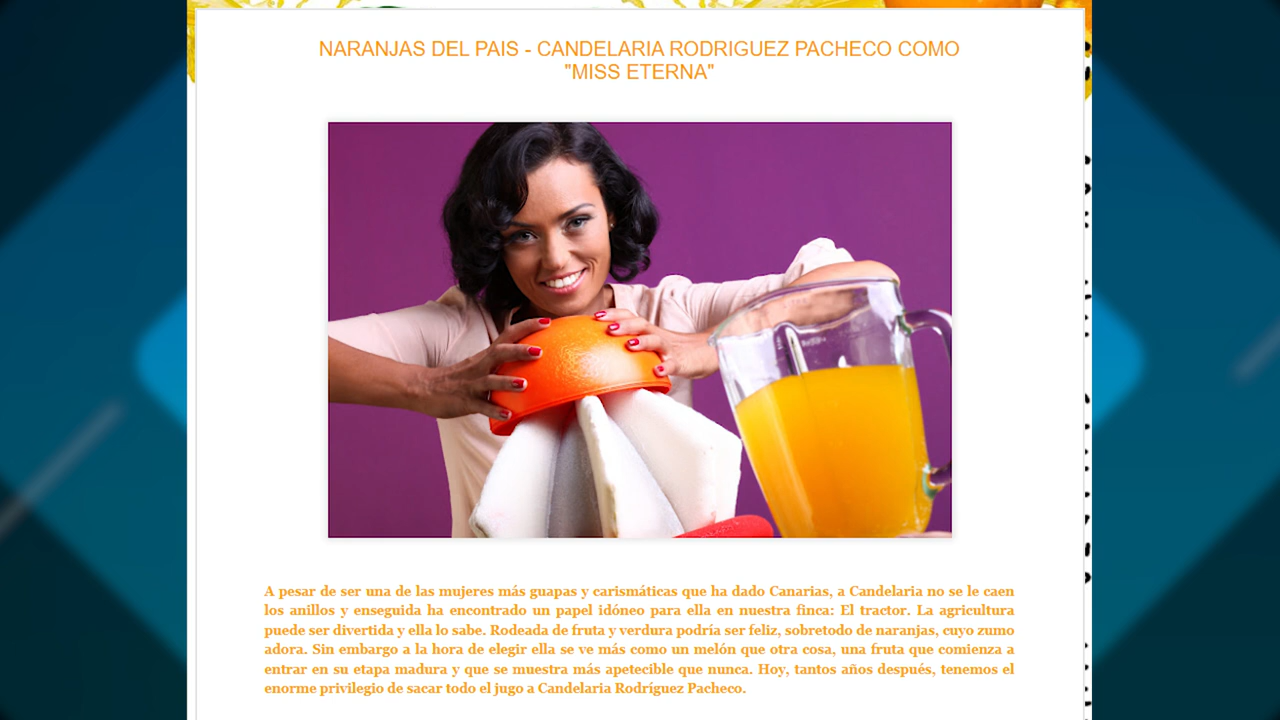 NARANJAS DEL PAIS - CANDELARIA RODRIGUEZ PACHECO COMO
"MISS ETERNA"
A pesar de ser una de las mujeres más guapas y carismáticas que ha dado Canarias, a Candelaria no se le caen
los anillos y enseguida ha encontrado un papel idóneo para ella en nuestra finca: El tractor. La agricultura
puede ser divertida y ella lo sabe. Rodeada de fruta y verdura podría ser feliz, sobretodo de naranjas, cuyo zumo
adora. Sin embargo a la hora de elegir ella se ve más como un melón que otra cosa, una fruta que comienza a
entrar en su etapa madura y que se muestra más apetecible que nunca. Hoy, tantos años después, tenemos el
enorme privilegio de sacar todo el jugo a Candelaria Rodríguez Pacheco.